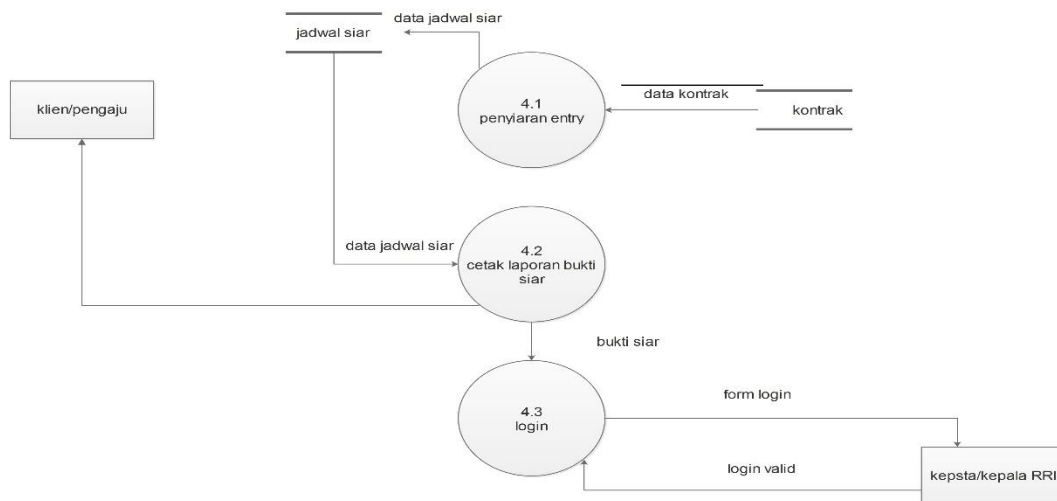 data jadwal siar
jadwal siar
klien/pengaju
4.1
penyiaran entry
data kontrak
kontrak
data jadwal siar
4.2
cetak laporan bukti
siar
bukti siar
4.3
login
form login
login valid
kepsta/kepala RRI